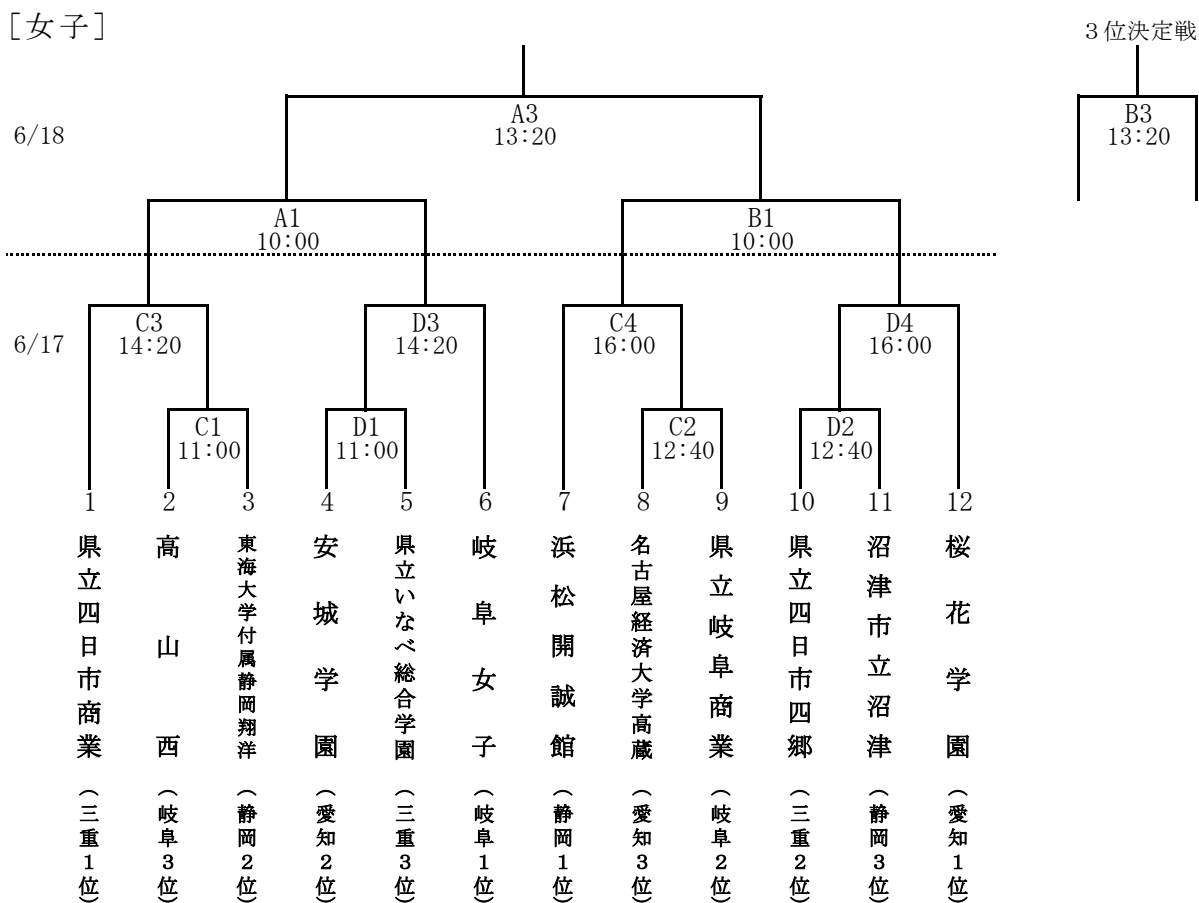 ［女子］
３位決定戦
6/18
A3
13:20
B3
13:20
A1
10:00
B1
10:00
6/17
C3
14:20
D3
14:20
C4
16:00
D4
16:00
C1
11:00
D1
11:00
C2
12:40
D2
12:40
1
2
3
4
5
6
7
8
9
10
11
12
県立四日市商業（三重１位）
高山西（岐阜３位）
東海大学付属静岡翔洋（静岡２位）
安城学園（愛知２位）
県立いなべ総合学園（三重３位）
岐阜女子（岐阜１位）
浜松開誠館（静岡１位）
名古屋経済大学高蔵（愛知３位）
県立岐阜商業（岐阜２位）
県立四日市四郷（三重２位）
沼津市立沼津（静岡３位）
桜花学園（愛知１位）